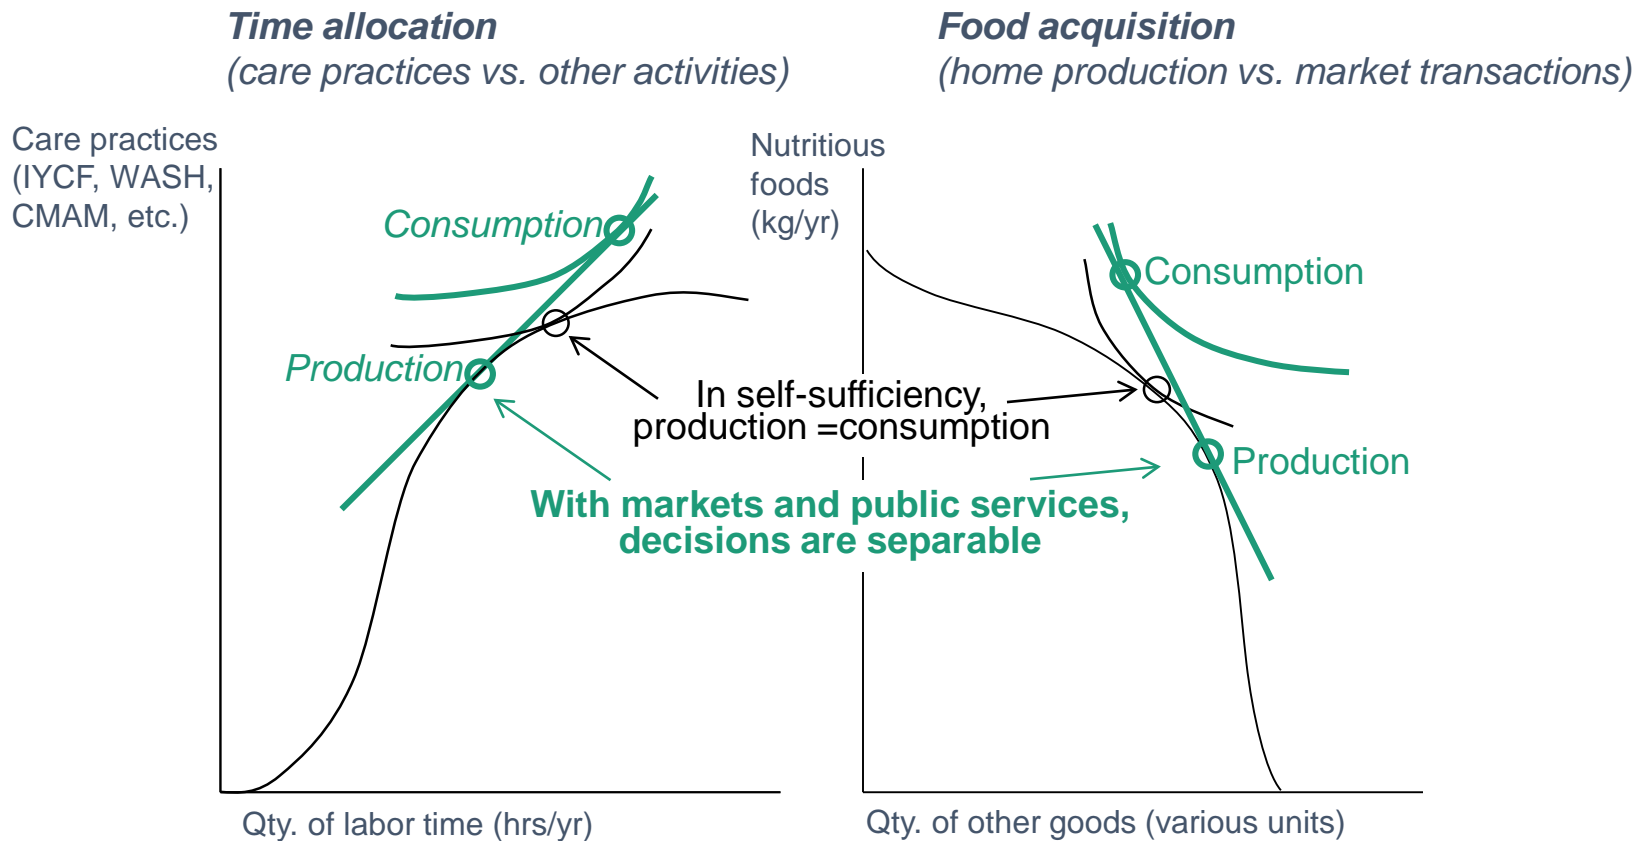 Time allocation
(care practices vs. other activities)
Food acquisition
(home production vs. market transactions)
Care practices
(IYCF, WASH,
CMAM, etc.)
Nutritious
foods
(kg/yr)
Consumption
Production
Consumption
Production
In self-sufficiency,
production =consumption
With markets and public services,
decisions are separable
Qty. of labor time (hrs/yr)
Qty. of other goods (various units)